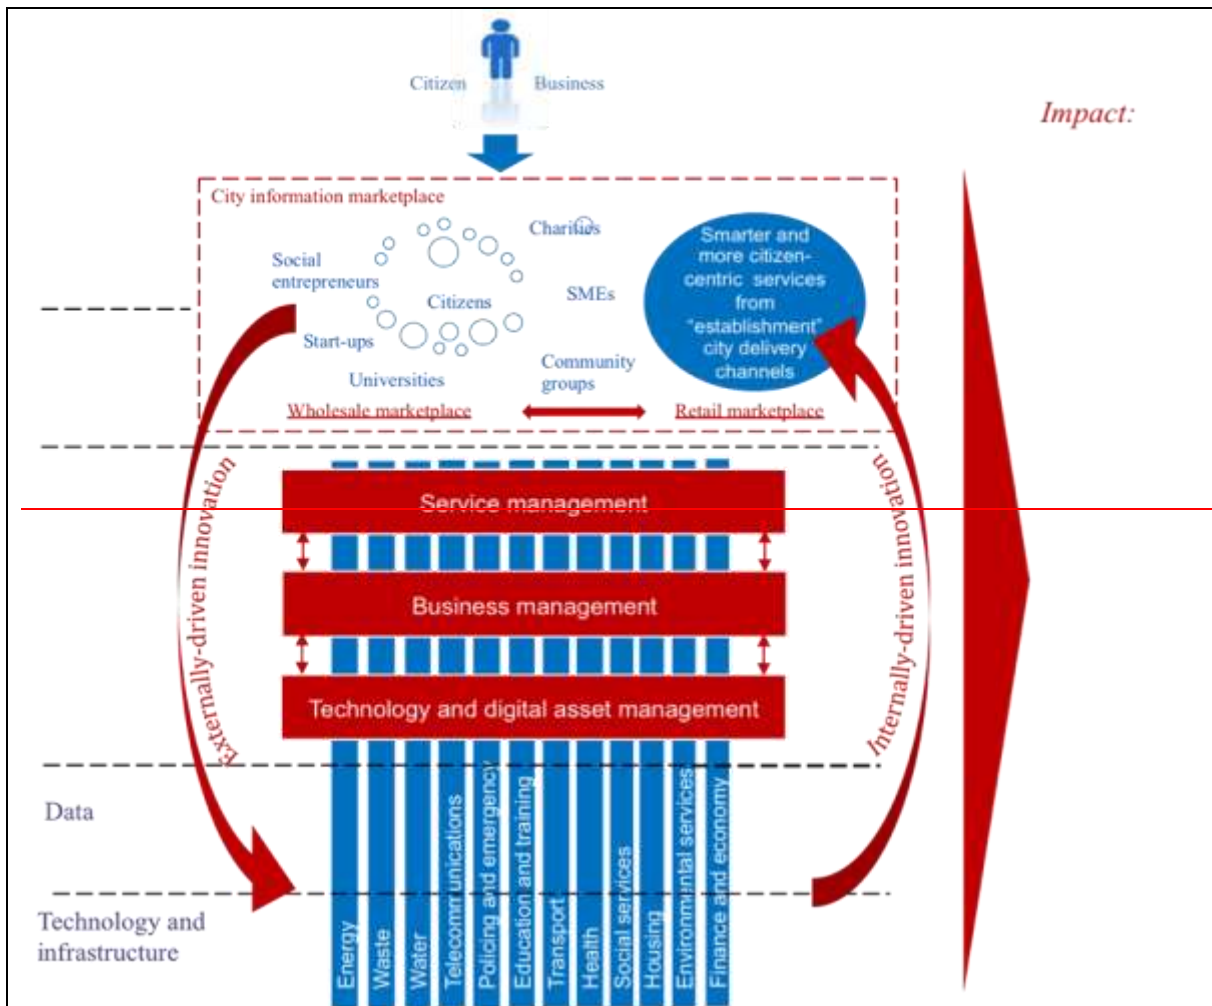 Citizen
Business
Impact:
City information marketplace
Charities
Smarter and
more citizen-
centric services
from
“establishment”
city delivery
channels
Social
entrepreneurs
Citizens
SMEs
Start-ups
Community
groups
Universities
Wholesale marketplace
Retail marketplace
Externally-driven innovation
Internally-driven innovation
Service management
Business management
Technology and digital asset management
Data
Technology and
infrastructure
Energy
Waste
Water
Telecommunications
Policing and emergency
Education and training
Transport
Health
Social services
Housing
Environmental services
Finance and economy